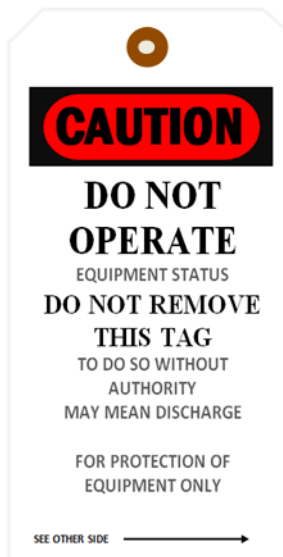 CAUTION
DO NOT
OPERATE
EQUIPMENT STATUS
DO NOT REMOVE
THIS TAG
TO DO SO WITHOUT
AUTHORITY
MAY MEAN DISCHARGE
FOR PROTECTION OF
EQUIPMENT ONLY
SEE OTHER SIDE